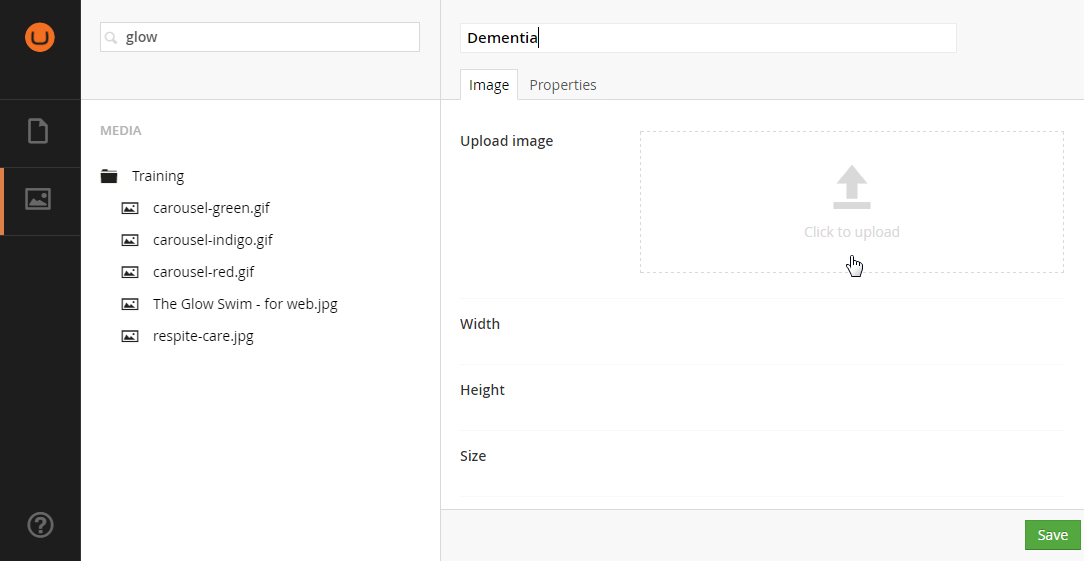 glow
MEDIA
Training
carousel-green.gif
carousel-indigo.gif
carousel-red.gif
The Glow Swim - for web.jpg
respite-care.jpg
Dementia
Image
Properties
Upload image
Click to upload
Width
Height
Size
Save